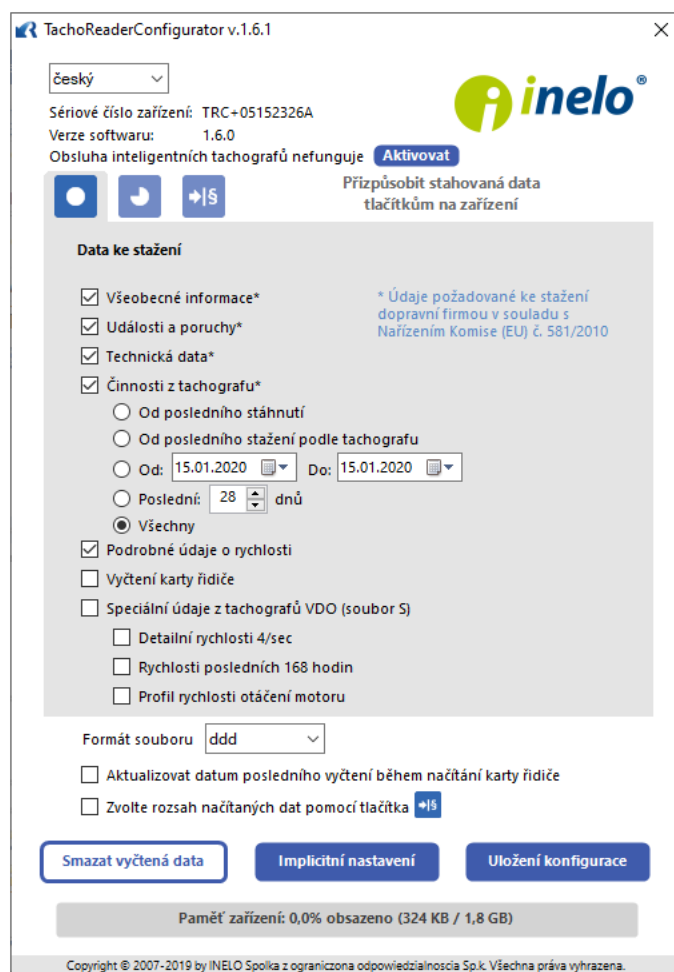 TachoReaderConfigurator v.1.6.1
český
inelo®
Sériové číslo zařízení: TRC+05152326A
Verze softwaru: 1.6.0
Obsluha inteligentních tachografů nefunguje Aktivovat
Přizpůsobit stahovaná data
tlačítkům na zařízení
Data ke stažení
Všeobecné informace*
* Údaje požadované ke stažení
dopravní firmou v souladu s
Nařízením Komise (EU) č. 581/2010
Události a poruchy*
Technická data*
Činnosti z tachografu*
Od posledního stáhnutí
Od posledního stažení podle tachografu
Od: 15.01.2020 Do: 15.01.2020
Poslední: 28 dnů
Všechny
Podrobné údaje o rychlosti
Vyčtení karty řidiče
Speciální údaje z tachografů VDO (soubor S)
Detailní rychlosti 4/sec
Rychlosti posledních 168 hodin
Profil rychlosti otáčení motoru
Formát souboru ddd
Aktualizovat datum posledního vyčtení během načítání karty řidiče
Zvolte rozsah načítaných dat pomocí tlačítka
Smazat vyčtená data Implicitní nastavení Uložení konfigurace
Paměť zařízení: 0,0% obsazeno (324 KB / 1,8 GB)
Copyright © 2007-2019 by INELO Spolka z ograniczona odpowiedzialnoscia Sp.k. Všechna práva vyhrazena.